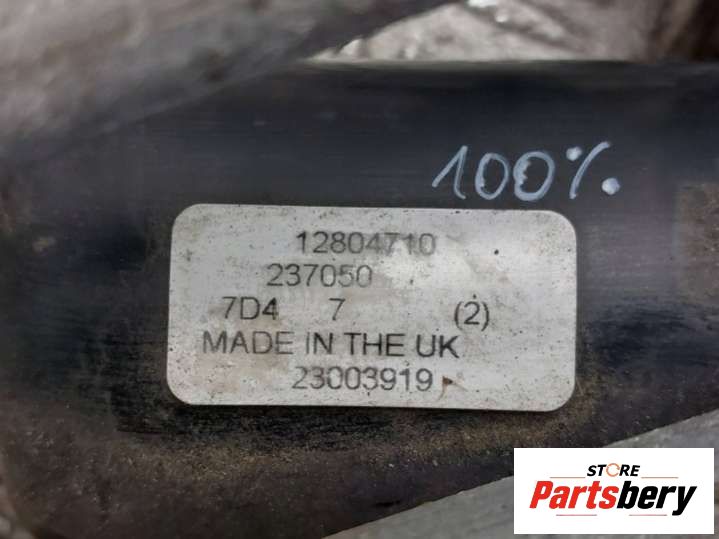 100%
12804710
237050
7D4 7 (2)
MADE IN THE UK
23003919
STORE
Partsbery